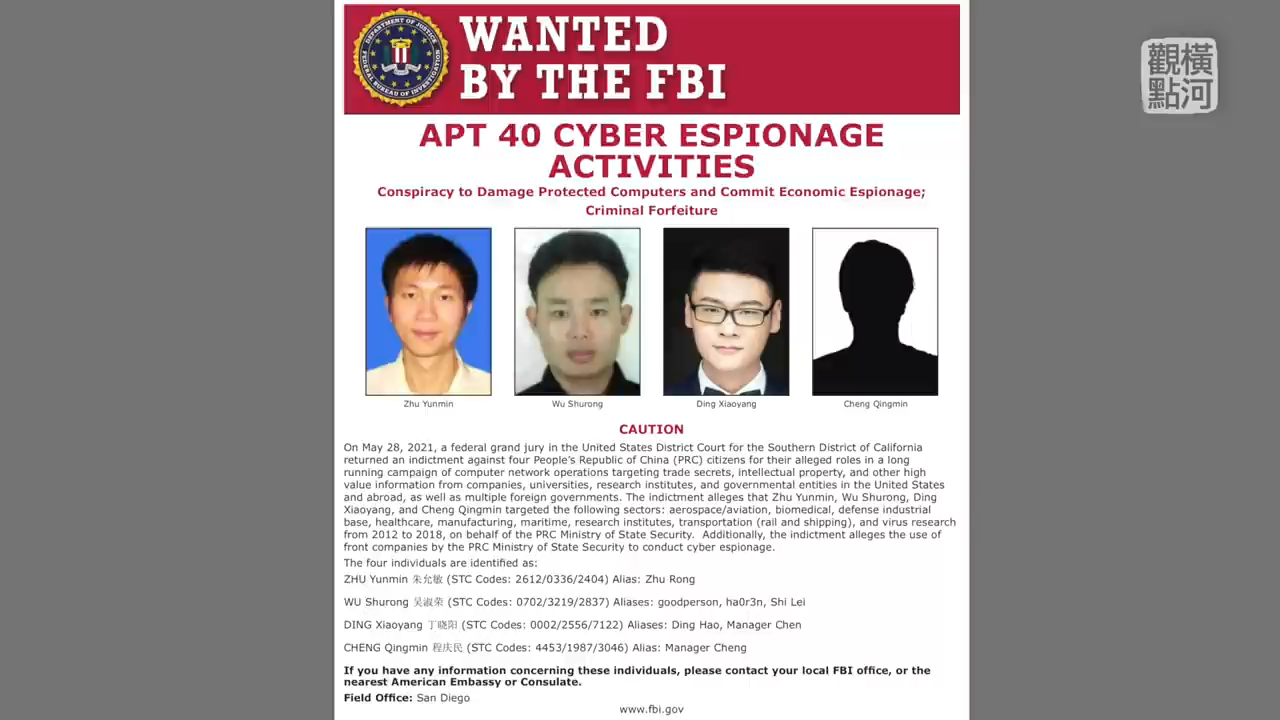 觀橫
點河
DEPARTMENT OF JUSTICE
FEDERAL BUREAU OF INVESTIGATION
WANTED
BY THE FBI
APT 40 CYBER ESPIONAGE
ACTIVITIES
Conspiracy to Damage Protected Computers and Commit Economic Espionage;
Criminal Forfeiture
Zhu Yunmin
Wu Shurong
Ding Xiaoyang
Cheng Qingmin
CAUTION
On May 28, 2021, a federal grand jury in the United States District Court for the Southern District of California
returned an indictment against four People's Republic of China (PRC) citizens for their alleged roles in a long
running campaign of computer network operations targeting trade secrets, intellectual property, and other high
value information from companies, universities, research institutes, and governmental entities in the United States
and abroad, as well as multiple foreign governments. The indictment alleges that Zhu Yunmin, Wu Shurong, Ding
Xiaoyang, and Cheng Qingmin targeted the following sectors: aerospace/aviation, biomedical, defense industrial
base, healthcare, manufacturing, maritime, research institutes, transportation (rail and shipping), and virus research
from 2012 to 2018, on behalf of the PRC Ministry of State Security. Additionally, the indictment alleges the use of
front companies by the PRC Ministry of State Security to conduct cyber espionage.
The four individuals are identified as:
ZHU Yunmin 朱允敏 (STC Codes: 2612/0336/2404) Alias: Zhu Rong
WU Shurong 吴淑荣 (STC Codes: 0702/3219/2837) Aliases: goodperson, ha0r3n, Shi Lei
DING Xiaoyang 丁晓阳 (STC Codes: 0002/2556/7122) Aliases: Ding Hao, Manager Chen
CHENG Qingmin 程庆民 (STC Codes: 4453/1987/3046) Alias: Manager Cheng
If you have any information concerning these individuals, please contact your local FBI office, or the
nearest American Embassy or Consulate.
Field Office: San Diego
www.fbi.gov